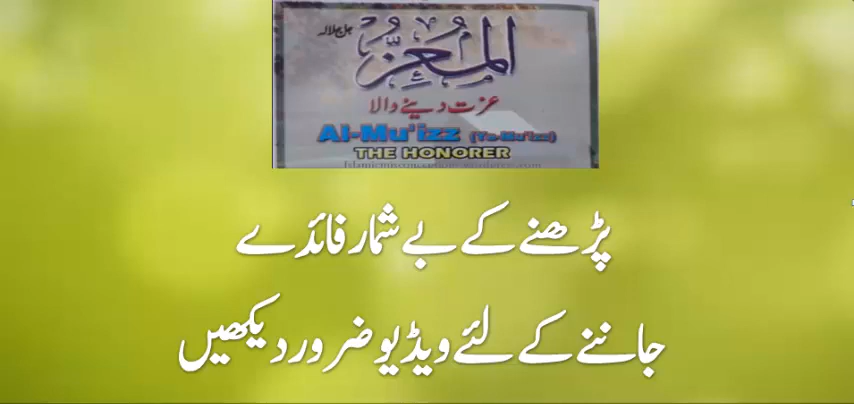 المُعِزُّ جل جلالہ
عزت دینے والا
Al-Mu'izz (Ya-Mu'izz)
THE HONORER
پڑھنے کے بے شمار فائدے
جاننے کے لئے ویڈیو ضرور دیکھیں